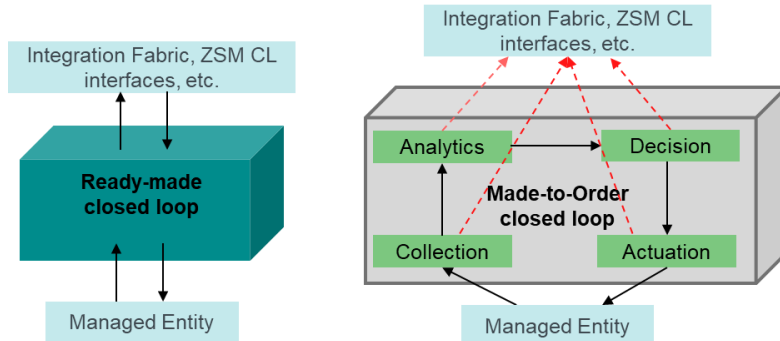 Integration Fabric, ZSM CL
interfaces, etc.
Ready-made
closed loop
Managed Entity
Integration Fabric, ZSM CL
interfaces, etc.
Analytics
Decision
Made-to-Order
closed loop
Collection
Actuation
Managed Entity